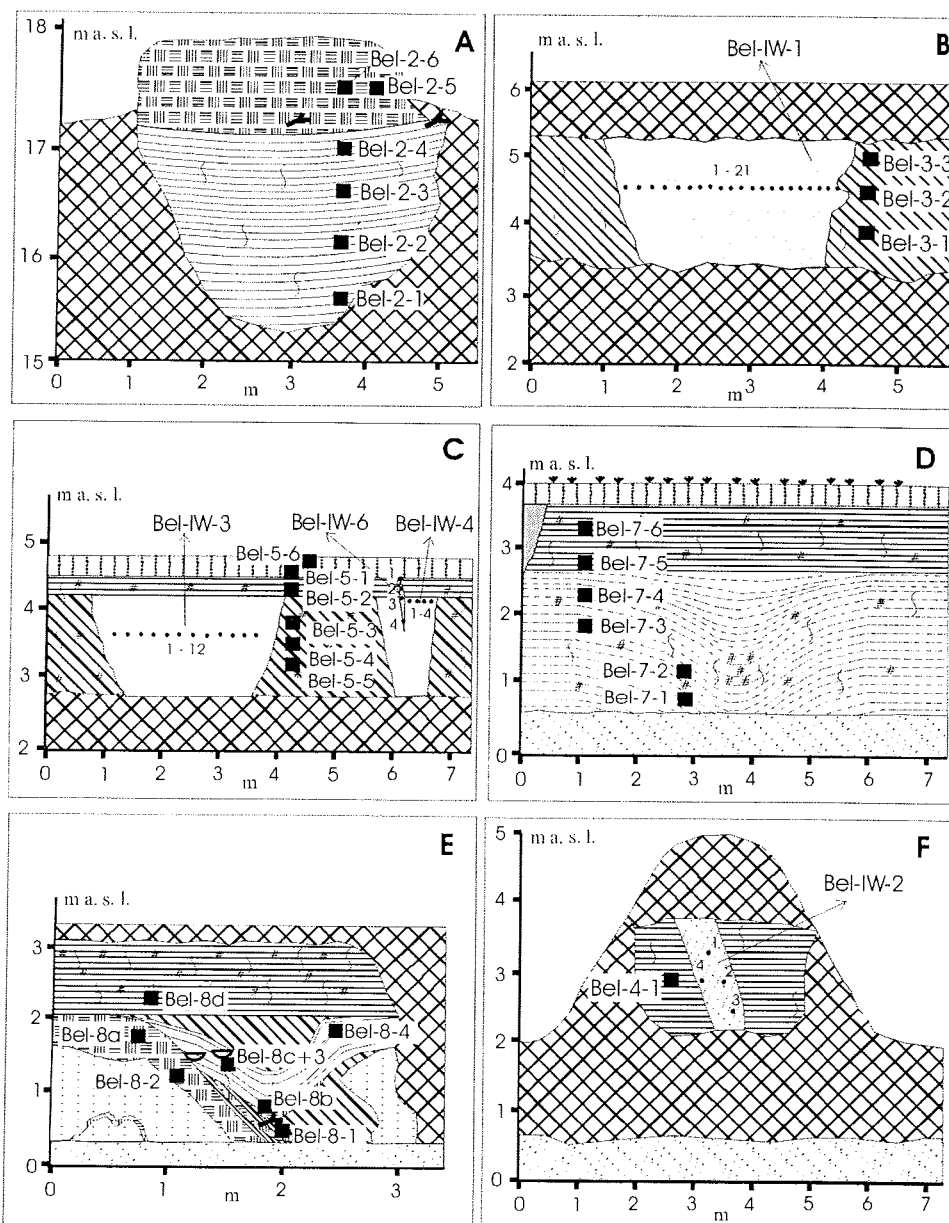 A
m a. s. l.
18
17
16
15
Bel-2-6
Bel-2-5
Bel-2-4
Bel-2-3
Bel-2-2
Bel-2-1
0 1 2 3 4 5
m
B
m a. s. l.
Bel-IW-1
6
5
4
3
2
1 - 21
Bel-3-3
Bel-3-2
Bel-3-1
0 1 2 3 4 5
m
C
m a. s. l.
Bel-IW-3 Bel-IW-6 Bel-IW-4
5
4
3
2
Bel-5-6
Bel-5-1
Bel-5-2
Bel-5-3
Bel-5-4
Bel-5-5
1 - 12
1
2
3
4
1-4
0 1 2 3 4 5 6 7
m
D
m a. s. l.
4
3
2
1
0
Bel-7-6
Bel-7-5
Bel-7-4
Bel-7-3
Bel-7-2
Bel-7-1
0 1 2 3 4 5 6 7
m
E
m a. s. l.
3
2
1
0
Bel-8d
Bel-8a
Bel-8-4
Bel-8c+3
Bel-8-2
Bel-8b
Bel-8-1
0 1 2 3
m
F
m a. s. l.
5
4
3
2
1
0
Bel-IW-2
1
4
3
Bel-4-1
0 1 2 3 4 5 6 7
m